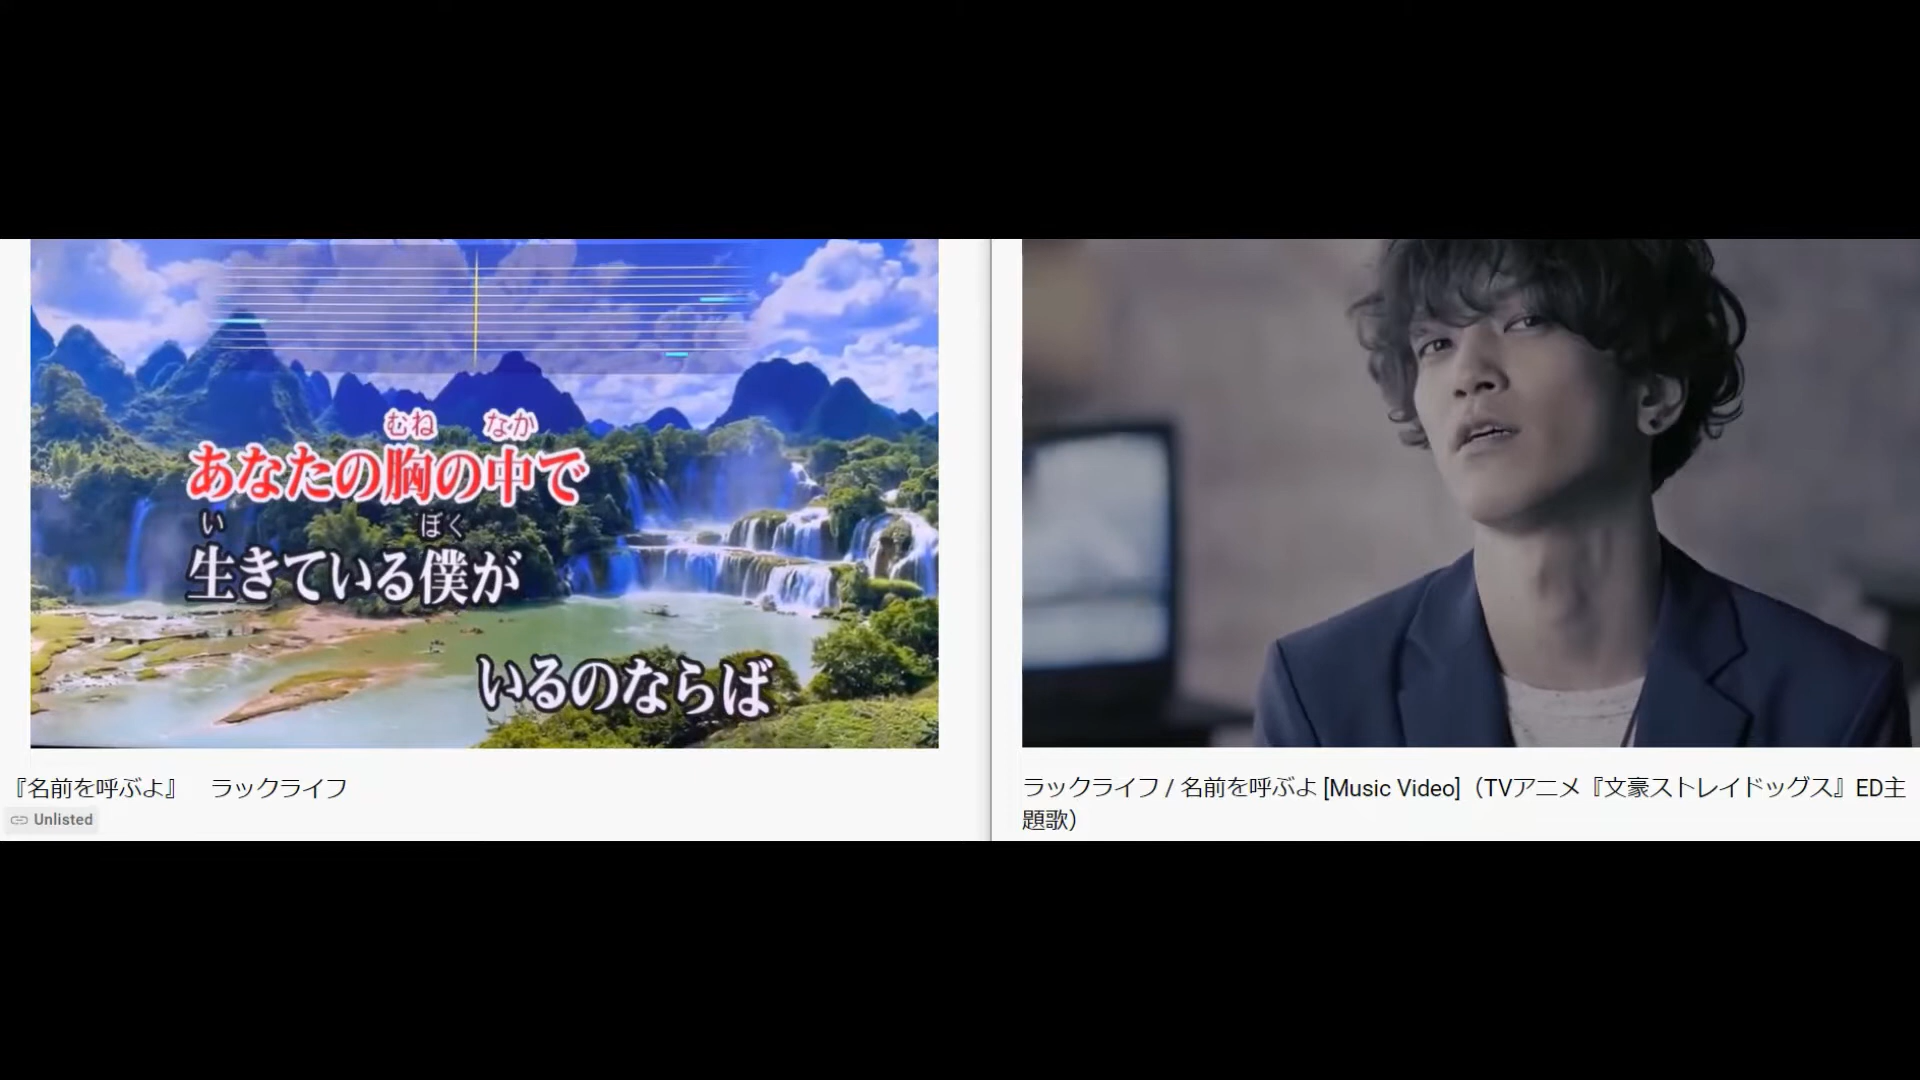 むね なか
あなたの胸の中で
い ぼく
生きている僕が
いるのならば
『名前を呼ぶよ』 ラックライフ
Unlisted
ラックライフ / 名前を呼ぶよ [Music Video]（TVアニメ『文豪ストレイドッグス』ED主
題歌）